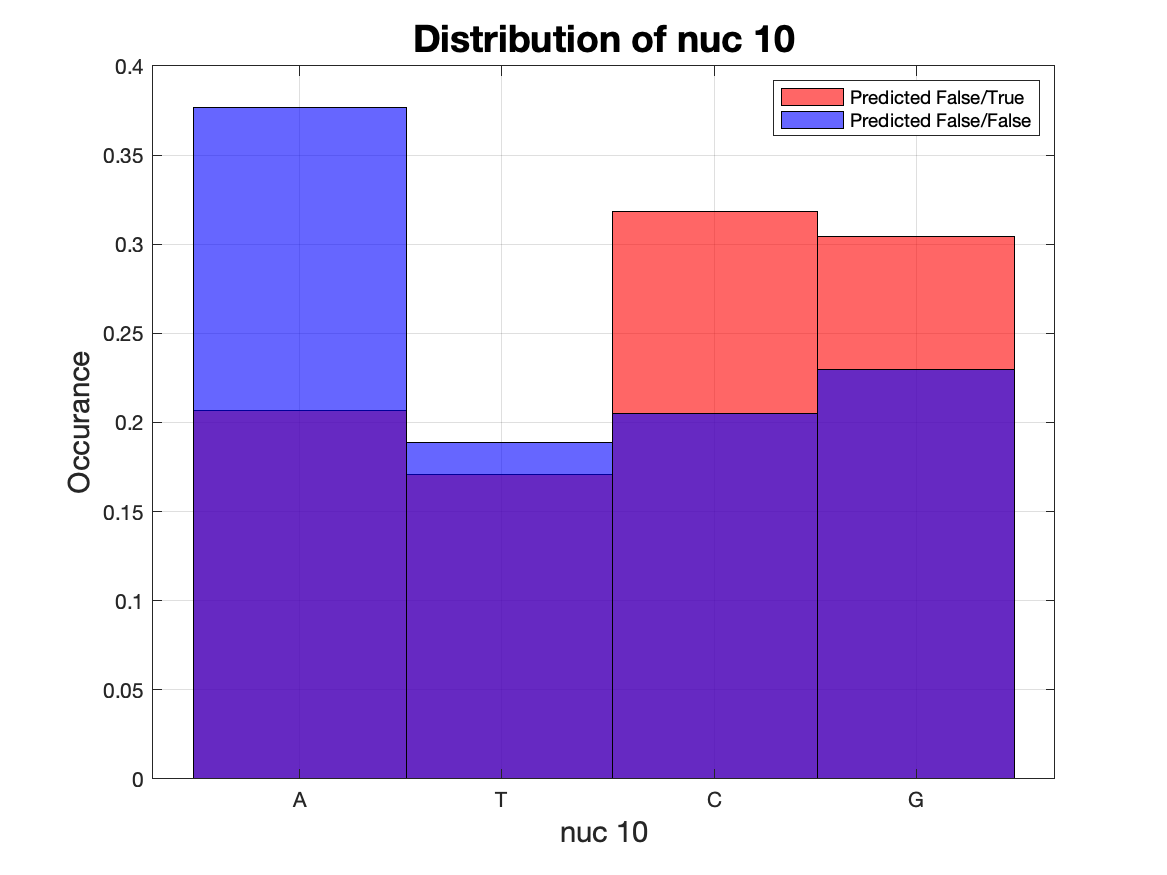 Distribution of nuc 10
Predicted False/True
Predicted False/False
0.4
0.35
0.3
0.25
0.2
0.15
0.1
0.05
0
Occurance
A T C G
nuc 10